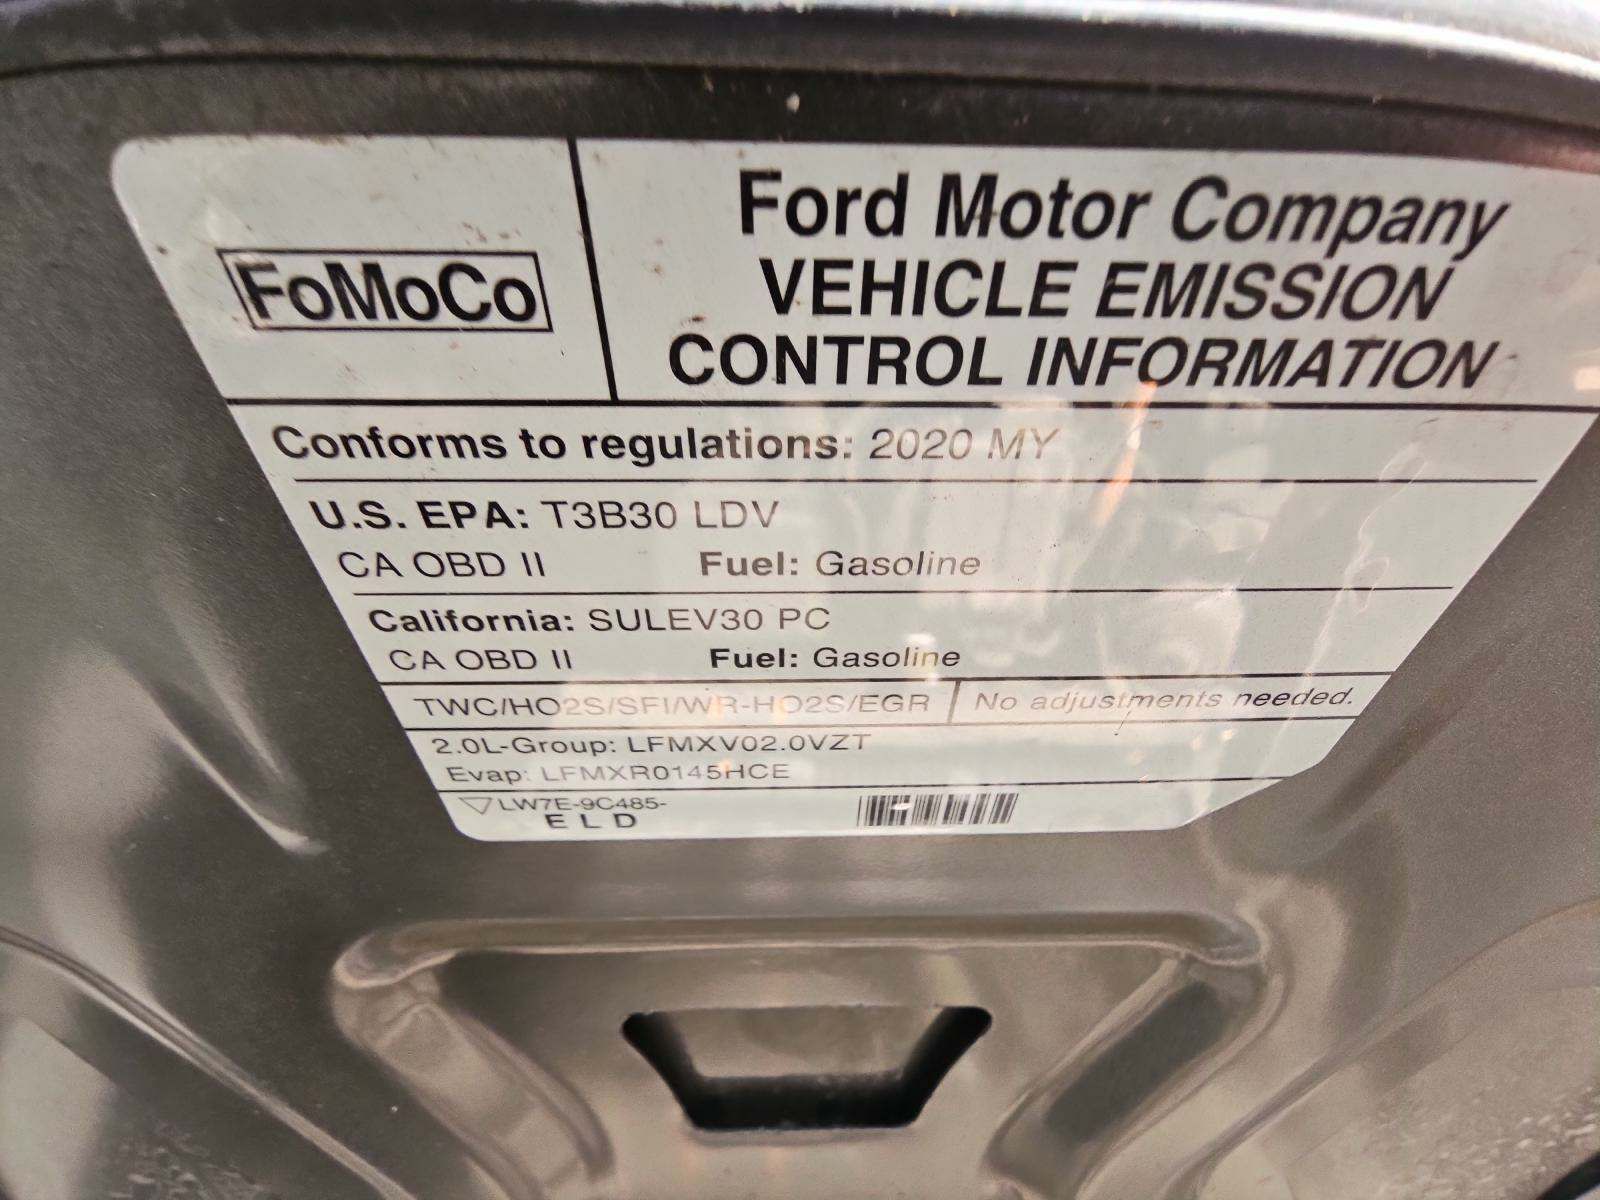 FoMoCo
Ford Motor Company
VEHICLE EMISSION
CONTROL INFORMATION
Conforms to regulations: 2020 MY
U.S. EPA: T3B30 LDV
CA OBD II Fuel: Gasoline
California: SULEV30 PC
CA OBD II Fuel: Gasoline
TWC/HO2S/SFI/WR-HO2S/EGR No adjustments needed.
2.0L-Group: LFMXV02.0VZT
Evap: LFMXR0145HCE
LW7E-9C485-
E L D